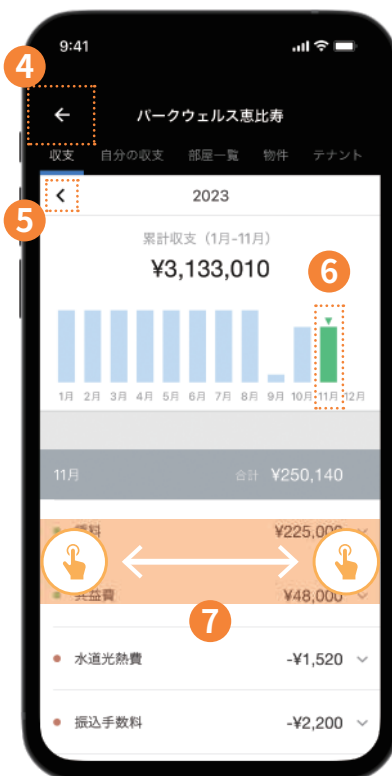 9:41
4
パークウェルス恵比寿
収支 自分の収支 部屋一覧 物件 テナント
2023
5
累計収支（1月-11月）
¥3,133,010
6
1月 2月 3月 4月 5月 6月 7月 8月 9月 10月 11月 12月
11月 合計 ¥250,140
賃料 ¥225,000
共益費 ¥48,000
7
水道光熱費 -¥1,520
振込手数料 -¥2,200